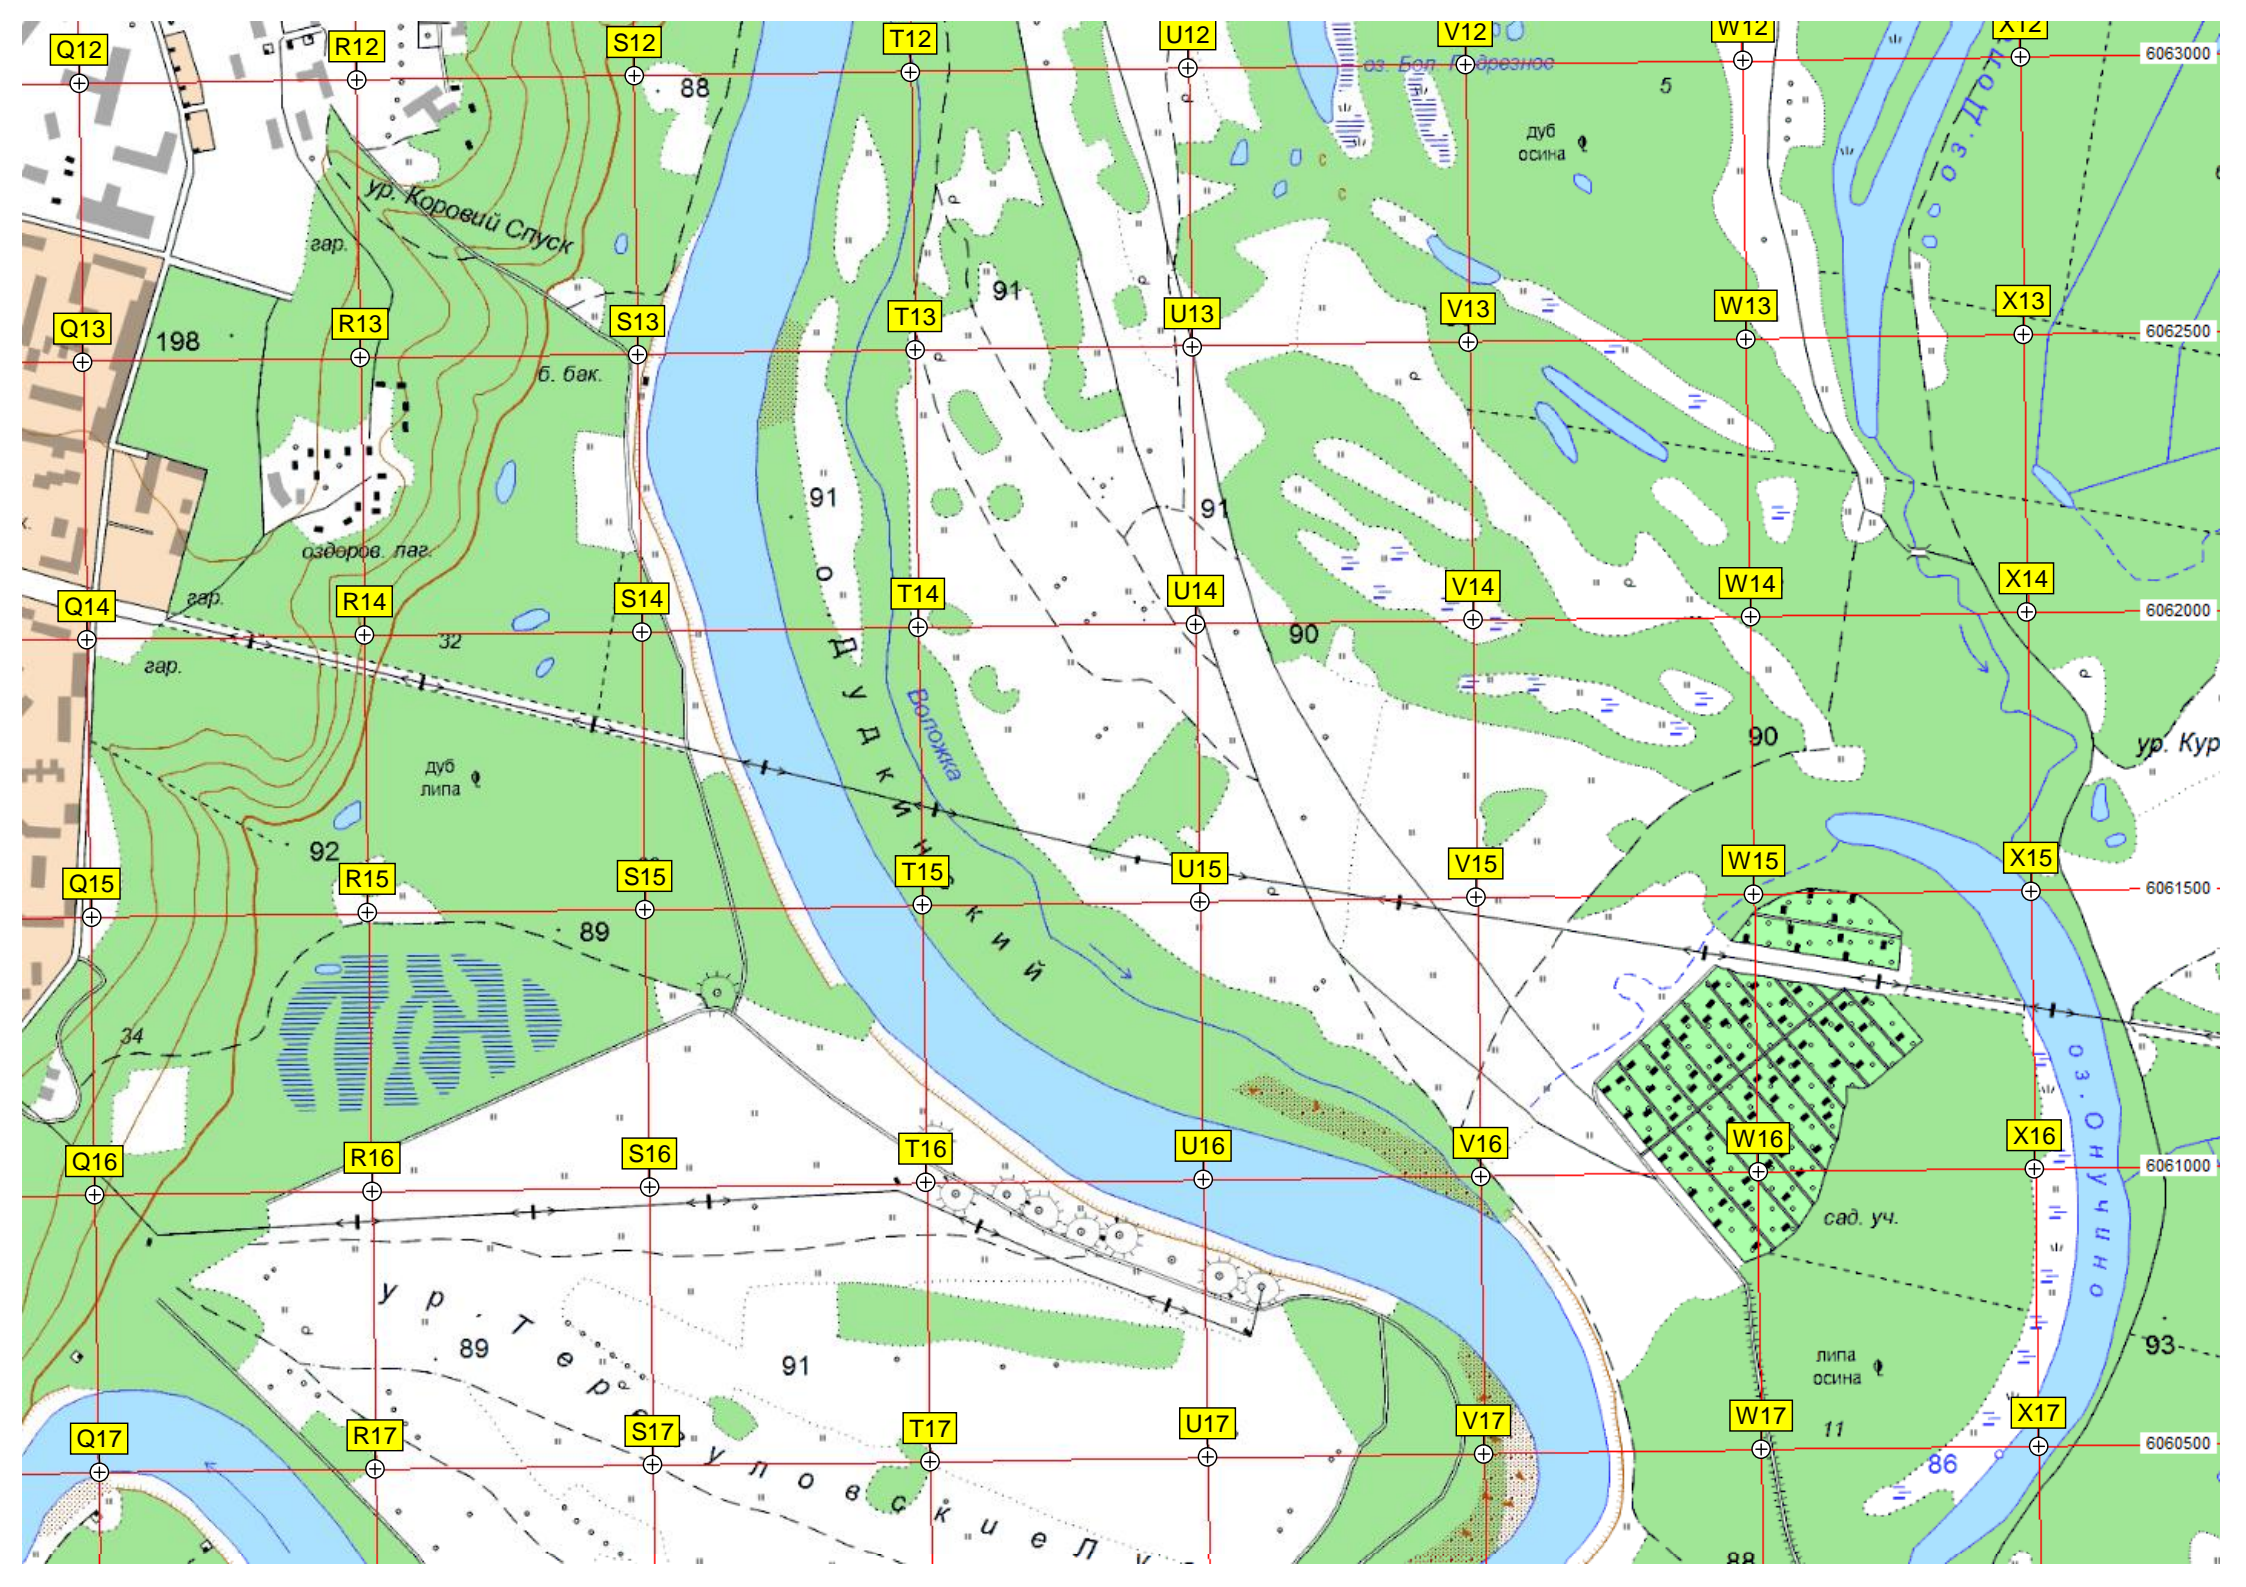 Q12 R12 S12 T12 U12 V12 W12 X12
6063000
88
оз. Бол. П дрезное
5
дуб
осина
с
с
оз. Доп
ур. Коровий Спуск
гар.
91
Q13 R13 S13 T13 U13 V13 W13 X13
6062500
198
б. бак.
91
91
оздоров. лаг.
гар.
Q14 R14 S14 T14 U14 V14 W14 X14
6062000
32
90
гар.
о. Дудкинский
Воложка
90
ур. Кур
дуб
липа
92
Q15 R15 S15 T15 U15 V15 W15 X15
6061500
89
34
оз. Онучино
Q16 R16 S16 T16 U16 V16 W16 X16
6061000
сад. уч.
ур. Тер уловские Л
89
91
93
липа
осина
11
Q17 R17 S17 T17 U17 V17 W17 X17
6060500
86
88